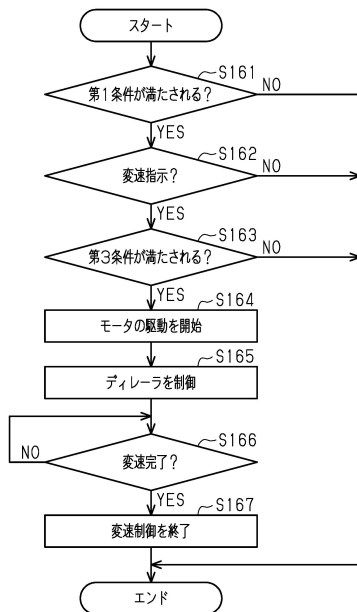 スタート
S161
第1条件が満たされる?
NO
YES
S162
変速指示?
NO
YES
S163
第3条件が満たされる?
NO
YES
S164
モータの駆動を開始
S165
ディレーラを制御
S166
変速完了?
NO
YES
S167
変速制御を終了
エンド